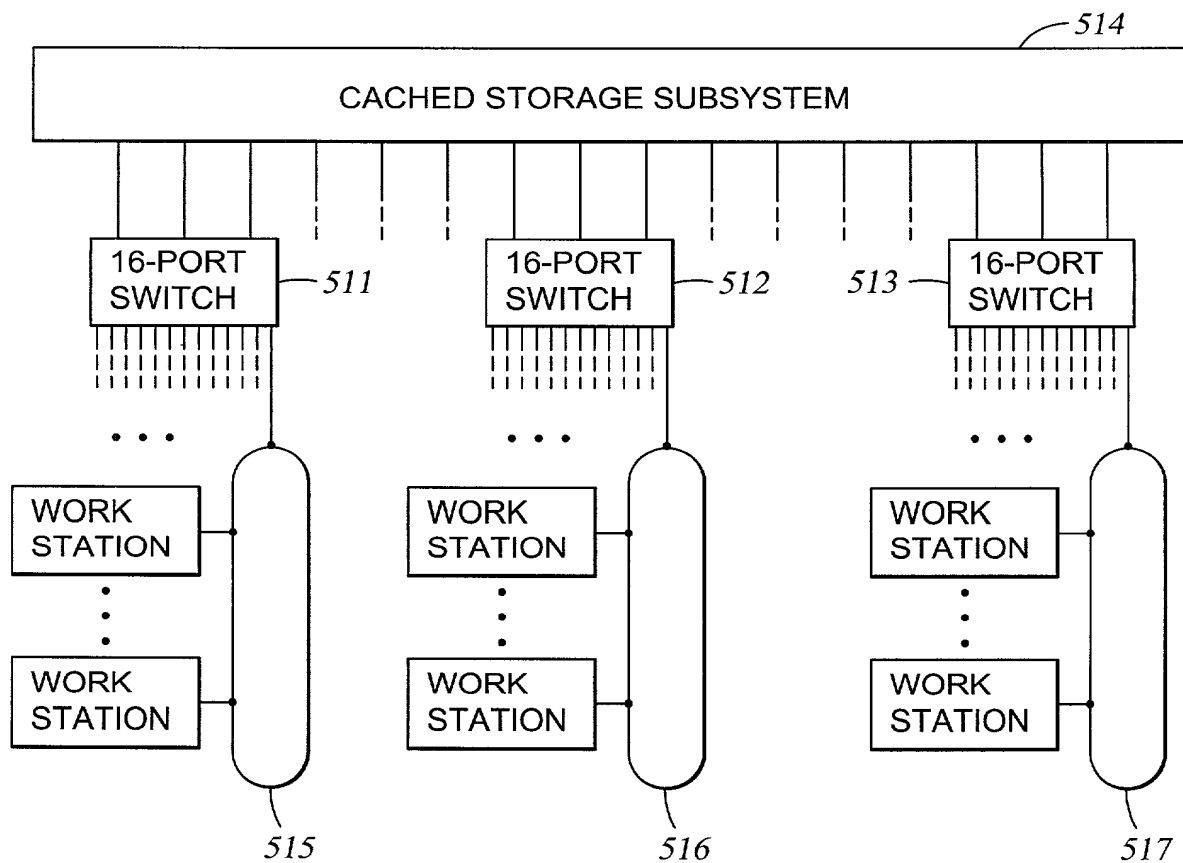 514
CACHED STORAGE SUBSYSTEM
16-PORT
SWITCH
511
16-PORT
SWITCH
512
513
16-PORT
SWITCH
WORK
STATION
WORK
STATION
WORK
STATION
WORK
STATION
WORK
STATION
WORK
STATION
515
516
517